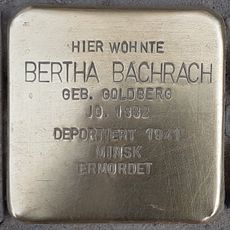 HIER WOHNTE
BERTHA BACHRACH
GEB. GOLDBERG
JG. 1882
DEPORTIERT 1941
MINSK
ERMORDET